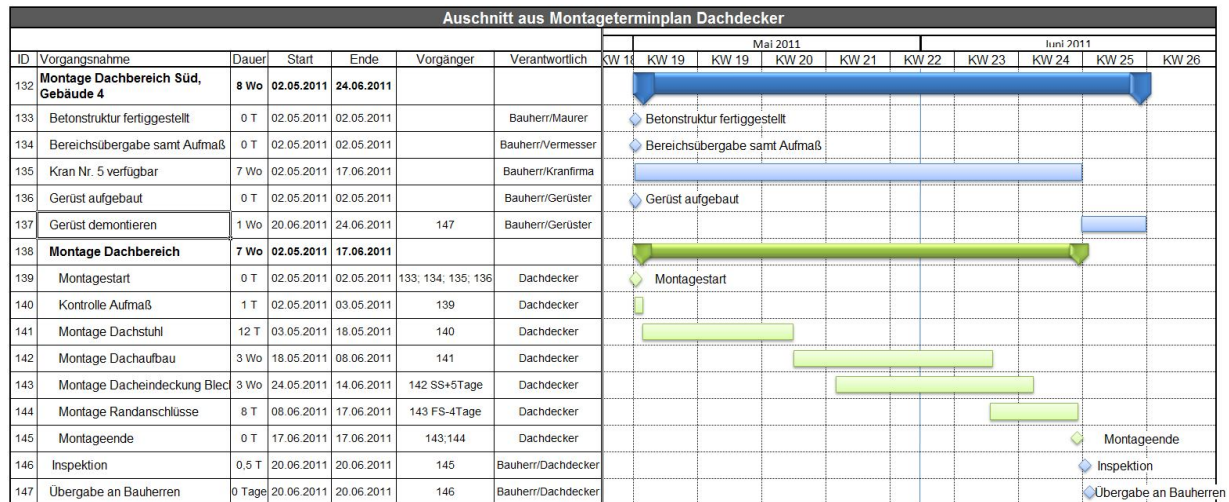 Auschnitt aus Montageterminplan Dachdecker
Mai 2011 Juni 2011
ID Vorgangsname Dauer Start Ende Vorgänger Verantwortlich KW 18 KW 19 KW 19 KW 20 KW 21 KW 22 KW 23 KW 24 KW 25 KW 26
132 Montage Dachbereich Süd, Gebäude 4 8 Wo 02.05.2011 24.06.2011
133 Betonstruktur fertiggestellt 0 T 02.05.2011 02.05.2011 Bauherr/Maurer Betonstruktur fertiggestellt
134 Bereichsübergabe samt Aufmaß 0 T 02.05.2011 02.05.2011 Bauherr/Vermesser Bereichsübergabe samt Aufmaß
135 Kran Nr. 5 verfügbar 7 Wo 02.05.2011 17.06.2011 Bauherr/Kranfirma
136 Gerüst aufgebaut 0 T 02.05.2011 02.05.2011 Bauherr/Gerüster Gerüst aufgebaut
137 Gerüst demontieren 1 Wo 20.06.2011 24.06.2011 147 Bauherr/Gerüster
138 Montage Dachbereich 7 Wo 02.05.2011 17.06.2011
139 Montagestart 0 T 02.05.2011 02.05.2011 133; 134; 135; 136 Dachdecker Montagestart
140 Kontrolle Aufmaß 1 T 02.05.2011 03.05.2011 139 Dachdecker
141 Montage Dachstuhl 12 T 03.05.2011 18.05.2011 140 Dachdecker
142 Montage Dachaufbau 3 Wo 18.05.2011 08.06.2011 141 Dachdecker
143 Montage Dacheindeckung Blecl 3 Wo 24.05.2011 14.06.2011 142 SS+5Tage Dachdecker
144 Montage Randanschlüsse 8 T 08.06.2011 17.06.2011 143 FS-4Tage Dachdecker
145 Montageende 0 T 17.06.2011 17.06.2011 143;144 Dachdecker Montageende
146 Inspektion 0,5 T 20.06.2011 20.06.2011 145 Bauherr/Dachdecker Inspektion
147 Übergabe an Bauherren 0 Tage 20.06.2011 20.06.2011 146 Bauherr/Dachdecker Übergabe an Bauherren